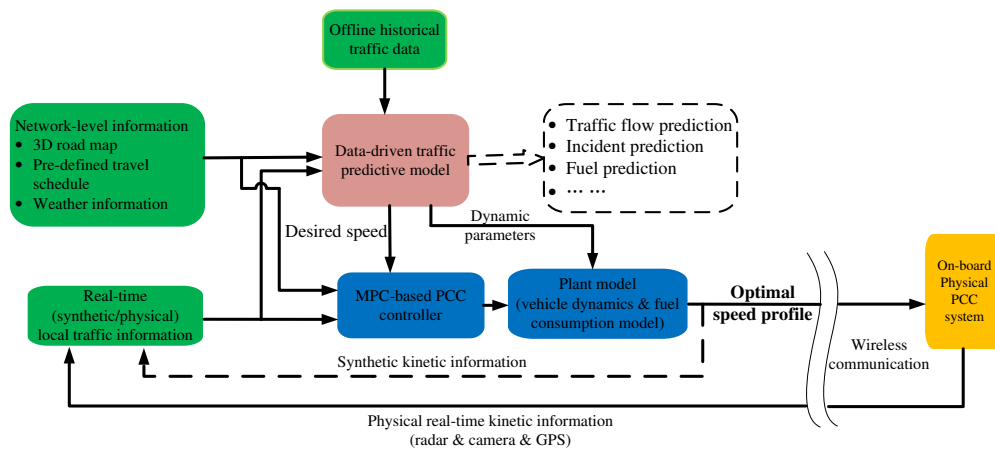 Offline historical
traffic data
Network-level information
• 3D road map
• Pre-defined travel
schedule
• Weather information
Data-driven traffic
predictive model
• Traffic flow prediction
• Incident prediction
• Fuel prediction
• … …
Desired speed
Dynamic
parameters
Real-time
(synthetic/physical)
local traffic information
MPC-based PCC
controller
Plant model
(vehicle dynamics & fuel
consumption model)
Optimal
speed profile
On-board
Physical
PCC
system
Synthetic kinetic information
Wireless
communication
Physical real-time kinetic information
(radar & camera & GPS)